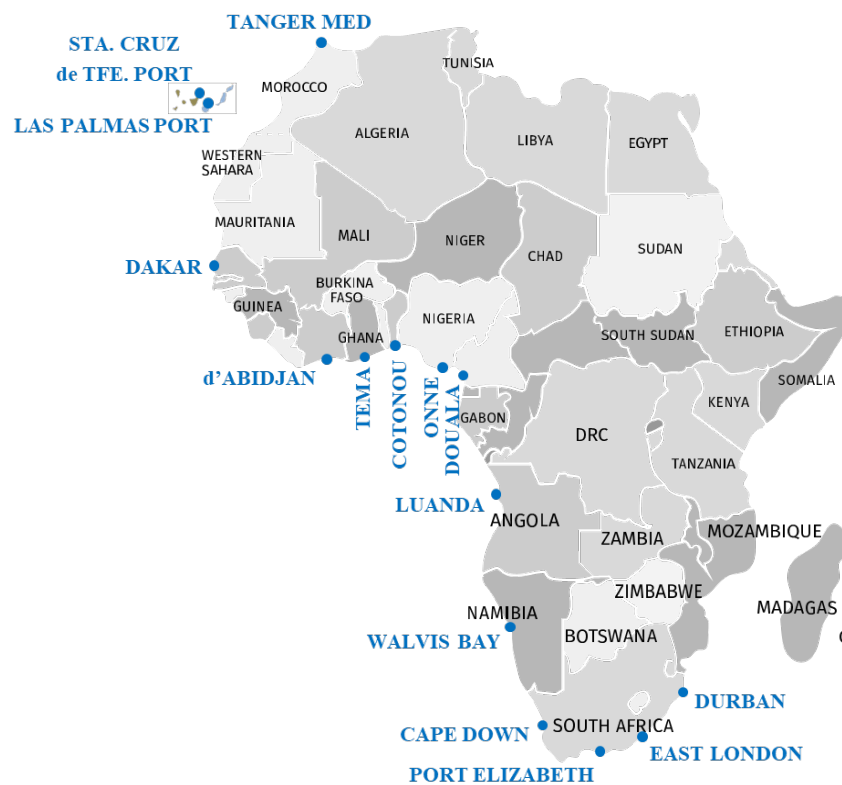 TANGER MED
STA. CRUZ
de TFE. PORT
TUNISIA
MOROCCO
LAS PALMAS PORT
ALGERIA
LIBYA
EGYPT
WESTERN
SAHARA
MAURITANIA
MALI
NIGER
CHAD
SUDAN
DAKAR
BURKINA
FASO
GUINEA
NIGERIA
GHANA
SOUTH SUDAN
ETHIOPIA
d'ABIDJAN
TEMA
COTONOU
ONNE
DOUALA
SOMALIA
GABON
KENYA
DRC
TANZANIA
LUANDA
ANGOLA
ZAMBIA
MOZAMBIQUE
ZIMBABWE
MADAGAS
NAMIBIA
WALVIS BAY
BOTSWANA
DURBAN
CAPE DOWN
SOUTH AFRICA
EAST LONDON
PORT ELIZABETH